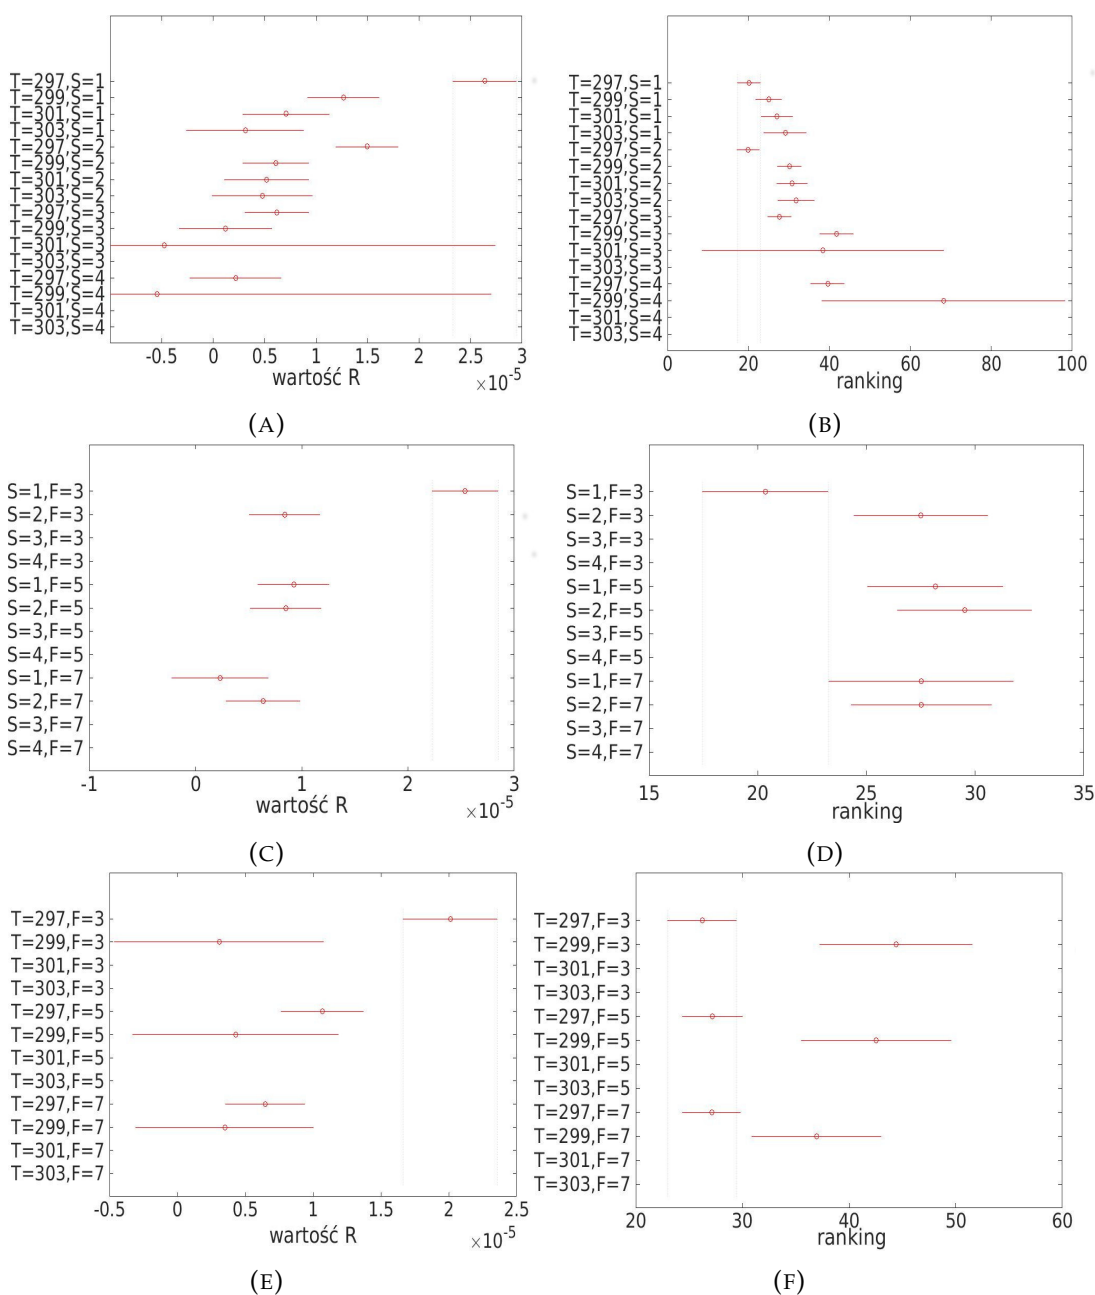 T=297,S=1
T=299,S=1
T=301,S=1
T=303,S=1
T=297,S=2
T=299,S=2
T=301,S=2
T=303,S=2
T=297,S=3
T=299,S=3
T=301,S=3
T=303,S=3
T=297,S=4
T=299,S=4
T=301,S=4
T=303,S=4
-0.5 0 0.5 1 1.5 2 2.5 3
wartość R
×10⁻⁵
(A)
T=297,S=1
T=299,S=1
T=301,S=1
T=303,S=1
T=297,S=2
T=299,S=2
T=301,S=2
T=303,S=2
T=297,S=3
T=299,S=3
T=301,S=3
T=303,S=3
T=297,S=4
T=299,S=4
T=301,S=4
T=303,S=4
0 20 40 60 80 100
ranking
(B)
S=1,F=3
S=2,F=3
S=3,F=3
S=4,F=3
S=1,F=5
S=2,F=5
S=3,F=5
S=4,F=5
S=1,F=7
S=2,F=7
S=3,F=7
S=4,F=7
-1 0 1 2 3
wartość R
×10⁻⁵
(C)
S=1,F=3
S=2,F=3
S=3,F=3
S=4,F=3
S=1,F=5
S=2,F=5
S=3,F=5
S=4,F=5
S=1,F=7
S=2,F=7
S=3,F=7
S=4,F=7
15 20 25 30 35
ranking
(D)
T=297,F=3
T=299,F=3
T=301,F=3
T=303,F=3
T=297,F=5
T=299,F=5
T=301,F=5
T=303,F=5
T=297,F=7
T=299,F=7
T=301,F=7
T=303,F=7
-0.5 0 0.5 1 1.5 2 2.5
wartość R
×10⁻⁵
(E)
T=297,F=3
T=299,F=3
T=301,F=3
T=303,F=3
T=297,F=5
T=299,F=5
T=301,F=5
T=303,F=5
T=297,F=7
T=299,F=7
T=301,F=7
T=303,F=7
20 30 40 50 60
ranking
(F)